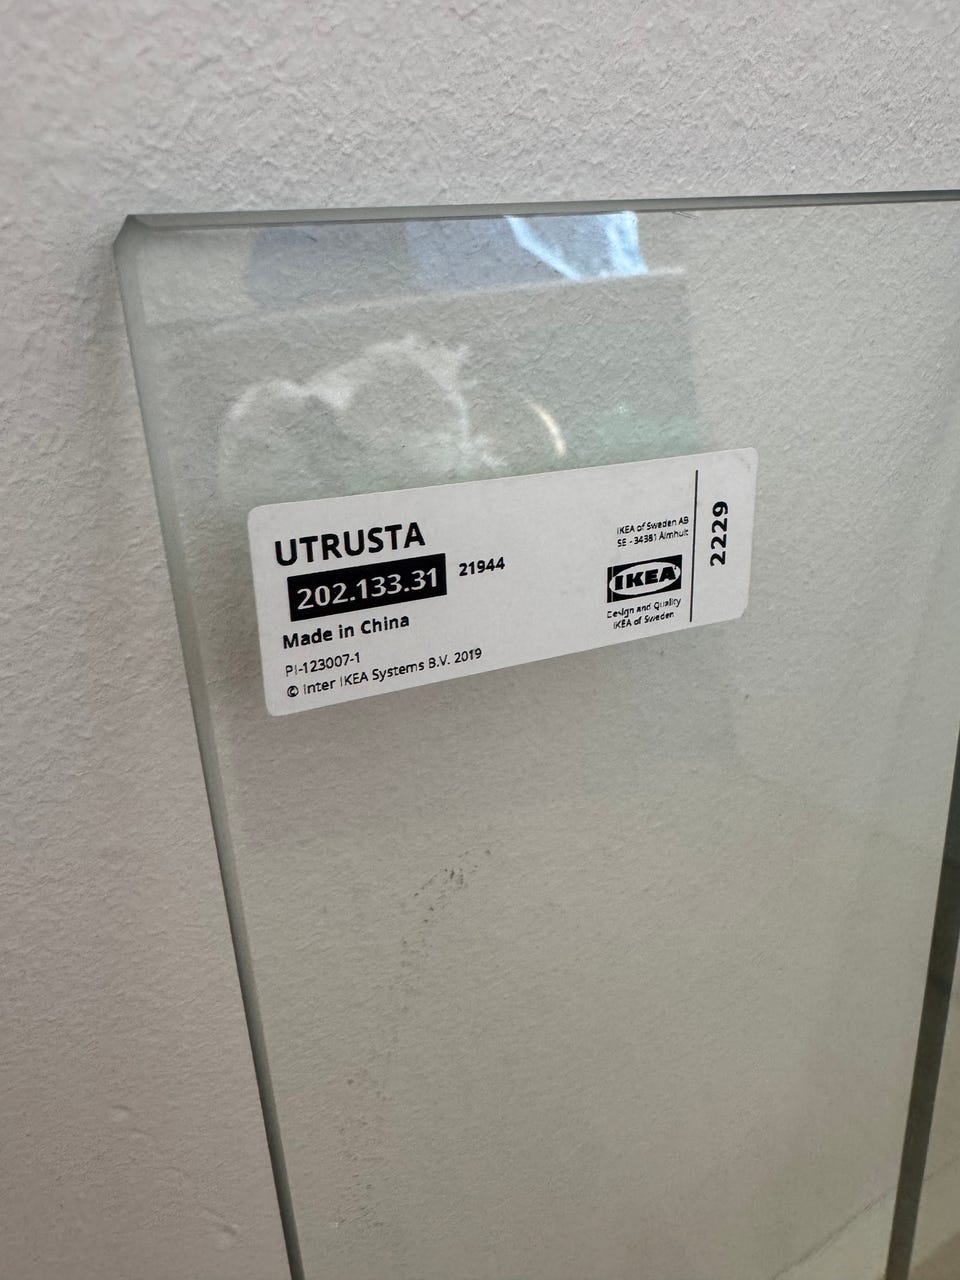 UTRUSTA
202.133.31 21944
Made in China
PI-123007-1
© Inter IKEA Systems B.V. 2019
IKEA of Sweden AB
SE - 34381 Älmhult
IKEA
Design and Quality
IKEA of Sweden
2229